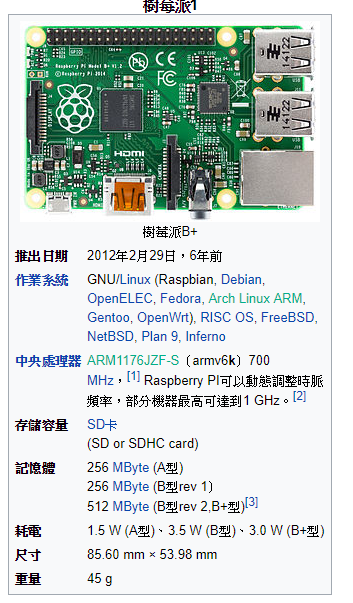 樹莓派1
Raspberry Pi Model B+ V1.2
© Raspberry Pi 2014
14122
14122
HDMI
樹莓派B+
推出日期 2012年2月29日，6年前
作業系統 GNU/Linux (Raspbian, Debian,
OpenELEC, Fedora, Arch Linux ARM,
Gentoo, OpenWrt), RISC OS, FreeBSD,
NetBSD, Plan 9, Inferno
中央處理器 ARM1176JZF-S（armv6k）700
MHz，[1] Raspberry PI可以動態調整時脈
頻率，部分機器最高可達到1 GHz。[2]
存儲容量 SD卡
(SD or SDHC card)
記憶體 256 MByte (A型)
256 MByte (B型rev 1）
512 MByte (B型rev 2,B+型)[3]
耗電 1.5 W (A型)、3.5 W (B型)、3.0 W (B+型)
尺寸 85.60 mm × 53.98 mm
重量 45 g